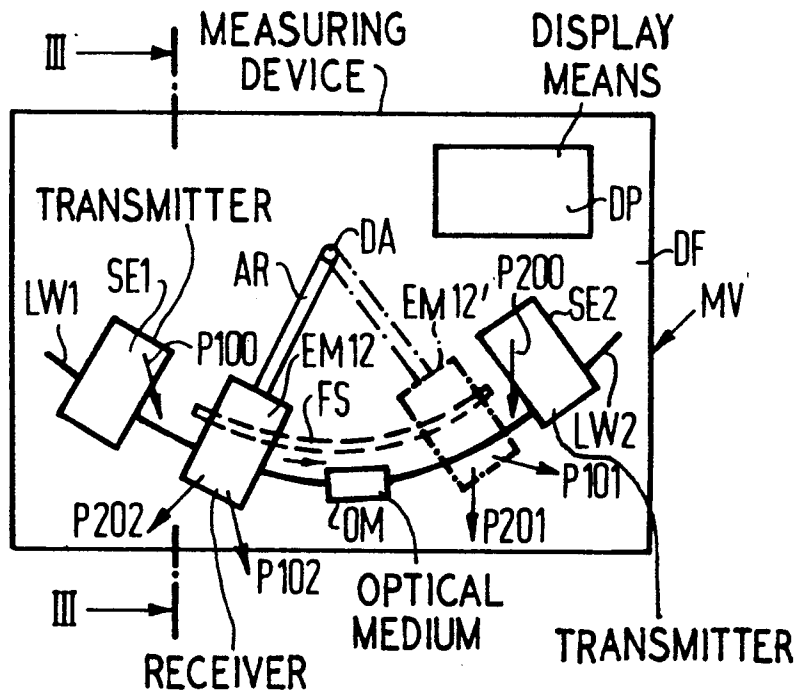 III
MEASURING
DEVICE
DISPLAY
MEANS
TRANSMITTER
DP
DA
DF
AR
SE1
LW1
P100
EM12
FS
EM12'
P200
SE2
MV
LW2
P101
P202
P102
OM
P201
OPTICAL
MEDIUM
III
RECEIVER
TRANSMITTER